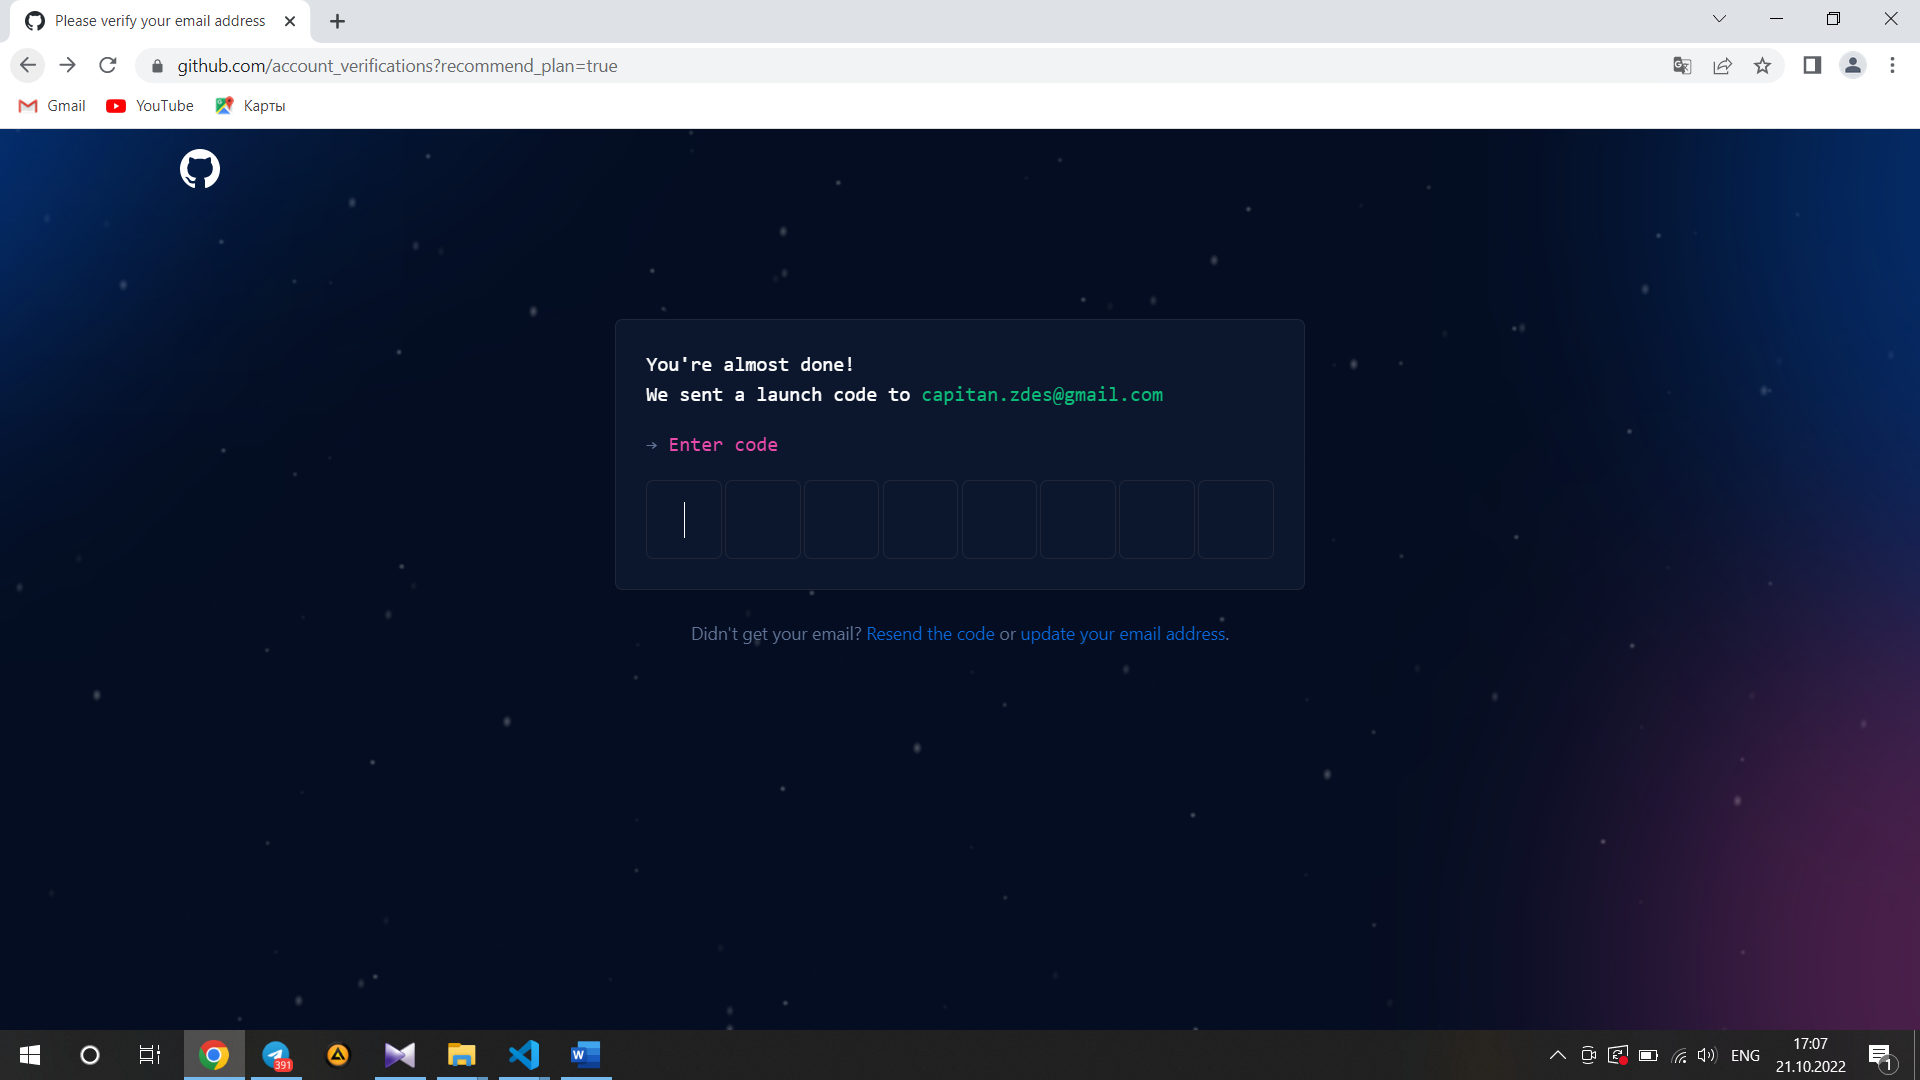 Please verify your email address
github.com/account_verifications?recommend_plan=true
Gmail YouTube Карты
You're almost done!
We sent a launch code to capitan.zdes@gmail.com
→ Enter code
Didn't get your email? Resend the code or update your email address.
391
W
ENG
17:07
21.10.2022
1